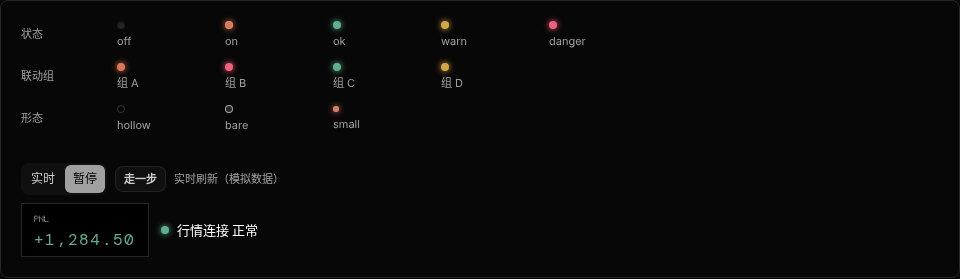 状态
off on ok warn danger
联动组
组 A 组 B 组 C 组 D
形态
hollow bare small
实时 暂停 走一步 实时刷新（模拟数据）
PNL
+1,284.50
行情连接 正常